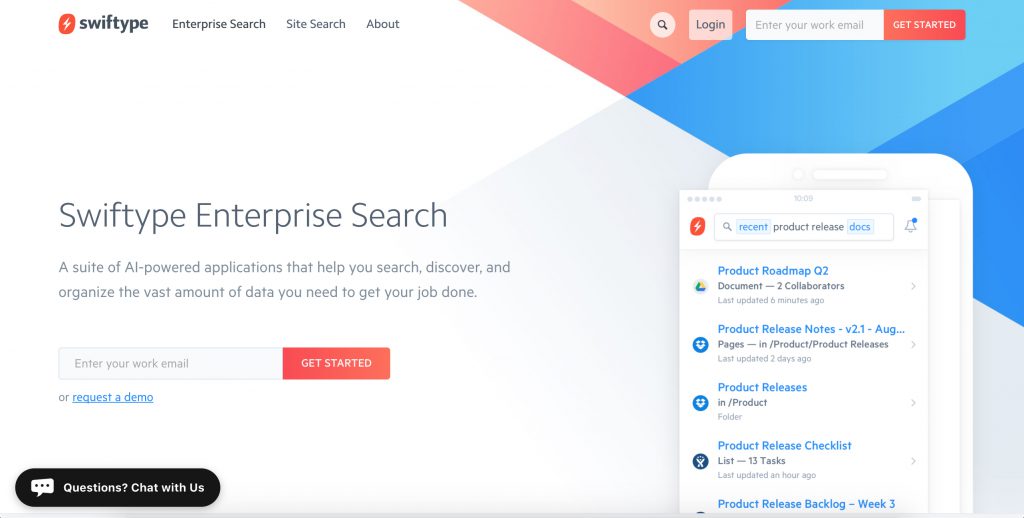 swiftype
Enterprise Search
Site Search
About
Login
Enter your work email
GET STARTED
Swiftype Enterprise Search
A suite of AI-powered applications that help you search, discover, and
organize the vast amount of data you need to get your job done.
Enter your work email
GET STARTED
or request a demo
Questions? Chat with Us
10:09
recent product release docs
Product Roadmap Q2
Document — 2 Collaborators
Last updated 6 minutes ago
Product Release Notes - v2.1 - Aug...
Pages — in /Product/Product Releases
Last updated 2 days ago
Product Releases
in /Product
Folder
Product Release Checklist
List — 13 Tasks
Last updated an hour ago
Product Release Backlog – Week 3